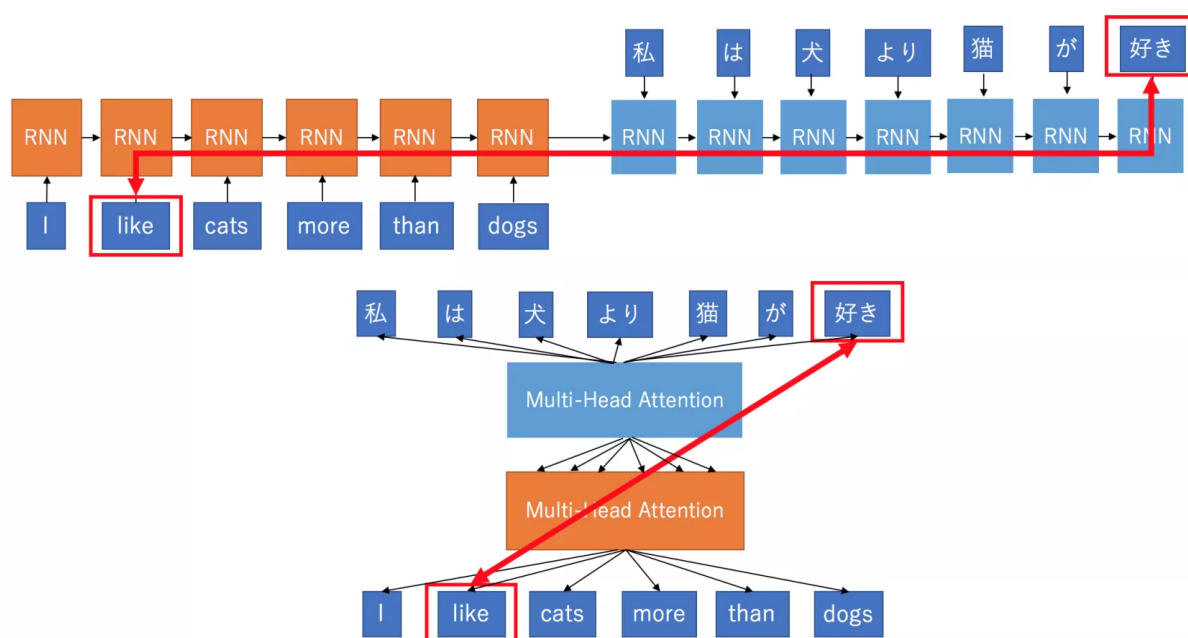 私 は 犬 より 猫 が 好き
RNN RNN RNN RNN RNN RNN RNN RNN RNN RNN RNN RNN RNN
I like cats more than dogs
私 は 犬 より 猫 が 好き
Multi-Head Attention
Multi-Head Attention
I like cats more than dogs